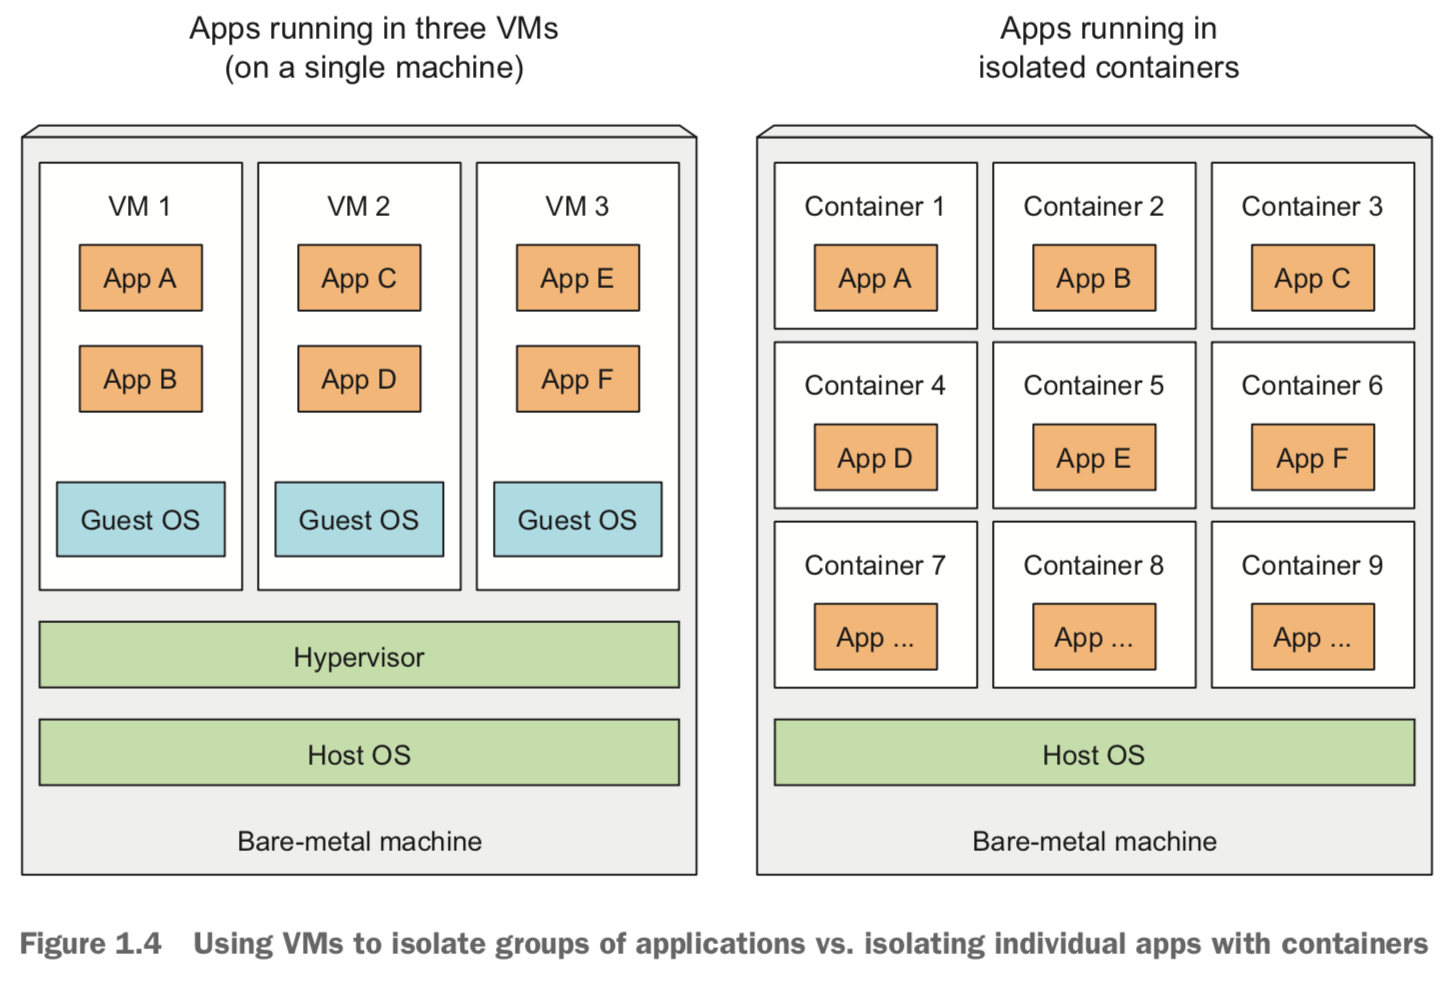 Apps running in three VMs
(on a single machine)
VM 1
VM 2
VM 3
App A
App C
App E
App B
App D
App F
Guest OS
Guest OS
Guest OS
Hypervisor
Host OS
Bare-metal machine
Apps running in
isolated containers
Container 1
Container 2
Container 3
App A
App B
App C
Container 4
Container 5
Container 6
App D
App E
App F
Container 7
Container 8
Container 9
App ...
App ...
App ...
Host OS
Bare-metal machine
Figure 1.4 Using VMs to isolate groups of applications vs. isolating individual apps with containers